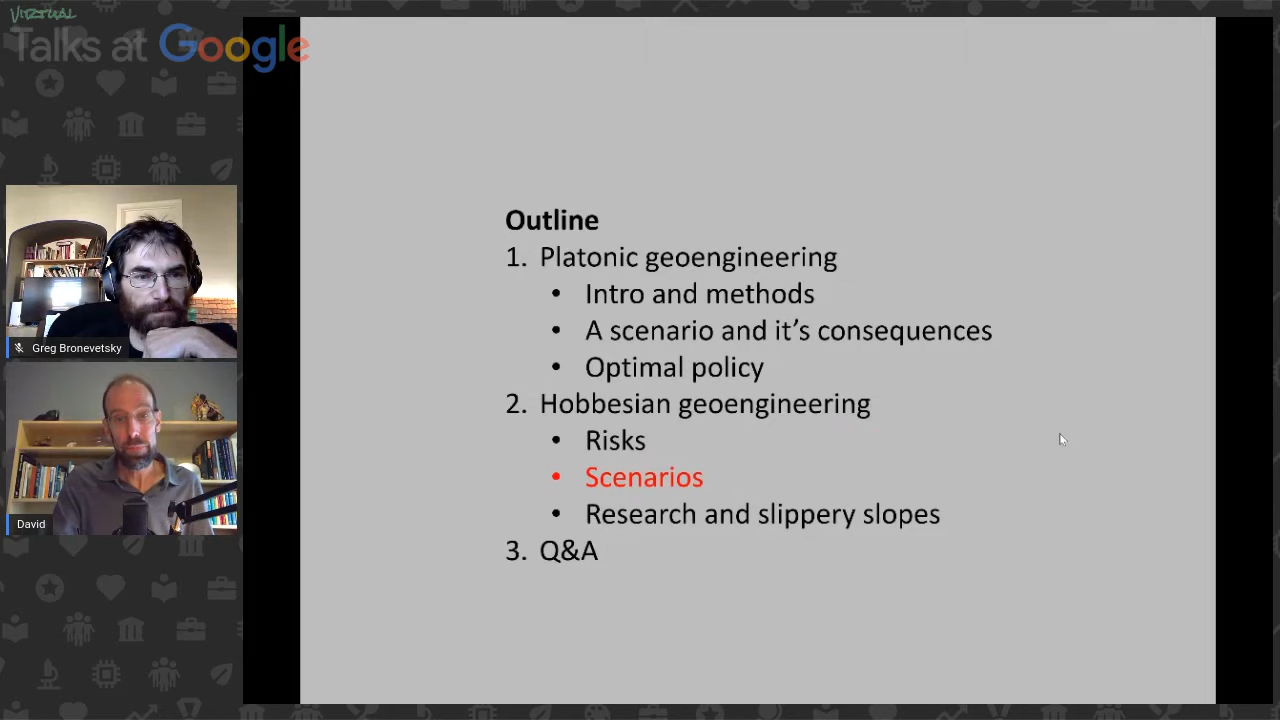 VIRTUAL
Talks at Google
Greg Bronevetsky
David
Outline
1. Platonic geoengineering
• Intro and methods
• A scenario and it's consequences
• Optimal policy
2. Hobbesian geoengineering
• Risks
• Scenarios
• Research and slippery slopes
3. Q&A